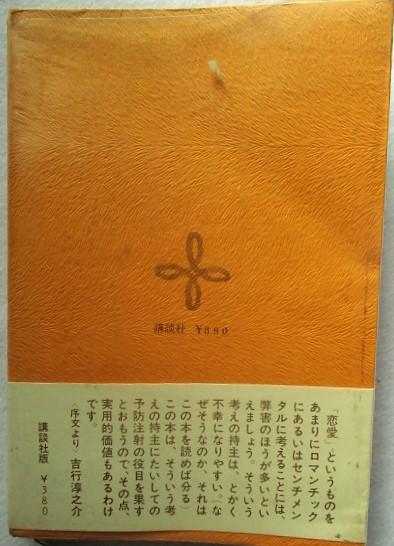 講談社 ¥380
「恋愛」というものを
あまりにロマンチック
にあるいはセンチメン
タルに考えることには、
弊害のほうが多いとい
えましょう。そういう
考えの持主は、とかく
不幸になりやすい。(な
ぜそうなのか、それは
この本を読めば分る)
この本は、そういう考
えの持主にたいしての
予防注射の役目を果す
とおもうので、その点、
実用的価値もあるわけ
です。
〈序文より〉吉行淳之介
講談社版 ¥380